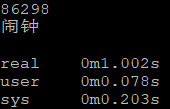 86298
闹钟
real 0m1.002s
user 0m0.078s
sys 0m0.203s